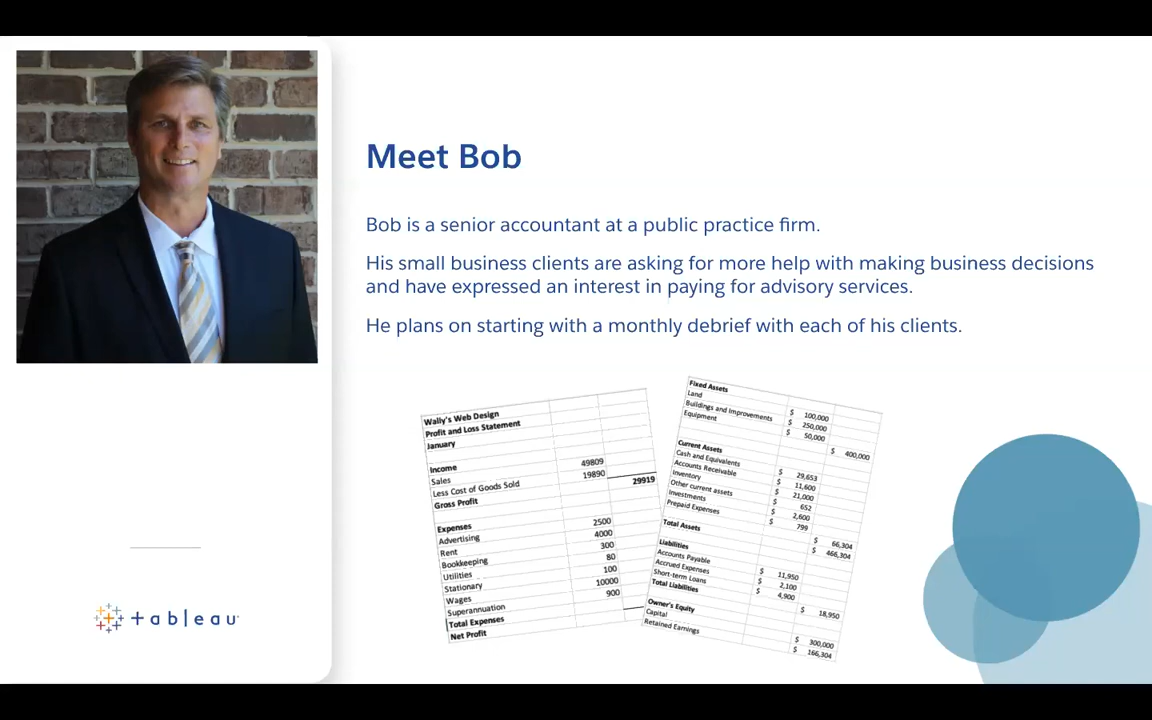 Meet Bob
Bob is a senior accountant at a public practice firm.
His small business clients are asking for more help with making business decisions
and have expressed an interest in paying for advisory services.
He plans on starting with a monthly debrief with each of his clients.
Wally's Web Design
Profit and Loss Statement
January
Income
Sales 49809
Less Cost of Goods Sold 19890
Gross Profit 29919
Expenses
Advertising 2500
Rent 4000
Bookkeeping 300
Utilities 80
Stationary 100
Wages 10000
Superannuation 900
Total Expenses
Net Profit
Fixed Assets
Land $ 100,000
Buildings and Improvements $ 250,000
Equipment $ 50,000
$ 400,000
Current Assets
Cash and Equivalents $ 29,653
Accounts Receivable $ 11,600
Inventory $ 21,000
Other current assets $ 652
Investments $ 2,600
Prepaid Expenses $ 799
$ 66,304
Total Assets $ 466,304
Liabilities
Accounts Payable $ 11,950
Accrued Expenses $ 2,100
Short-term Loans $ 4,900
Total Liabilities $ 18,950
Owner's Equity
Capital $ 300,000
Retained Earnings $ 166,304
+ableau